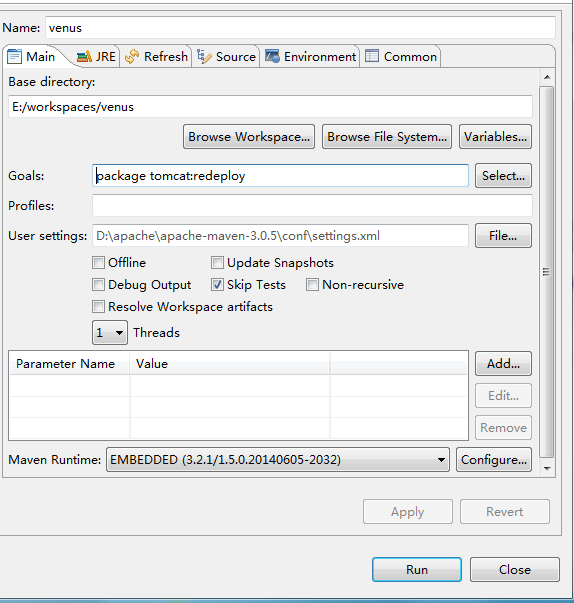 Name: venus
Main JRE Refresh Source Environment Common
Base directory:
E:/workspaces/venus
Browse Workspace... Browse File System... Variables...
Goals: package tomcat:redeploy Select...
Profiles:
User settings: D:\apache\apache-maven-3.0.5\conf\settings.xml File...
Offline Update Snapshots
Debug Output Skip Tests Non-recursive
Resolve Workspace artifacts
1 Threads
Parameter Name Value Add...
Edit...
Remove
Maven Runtime: EMBEDDED (3.2.1/1.5.0.20140605-2032) Configure...
Apply Revert
Run Close